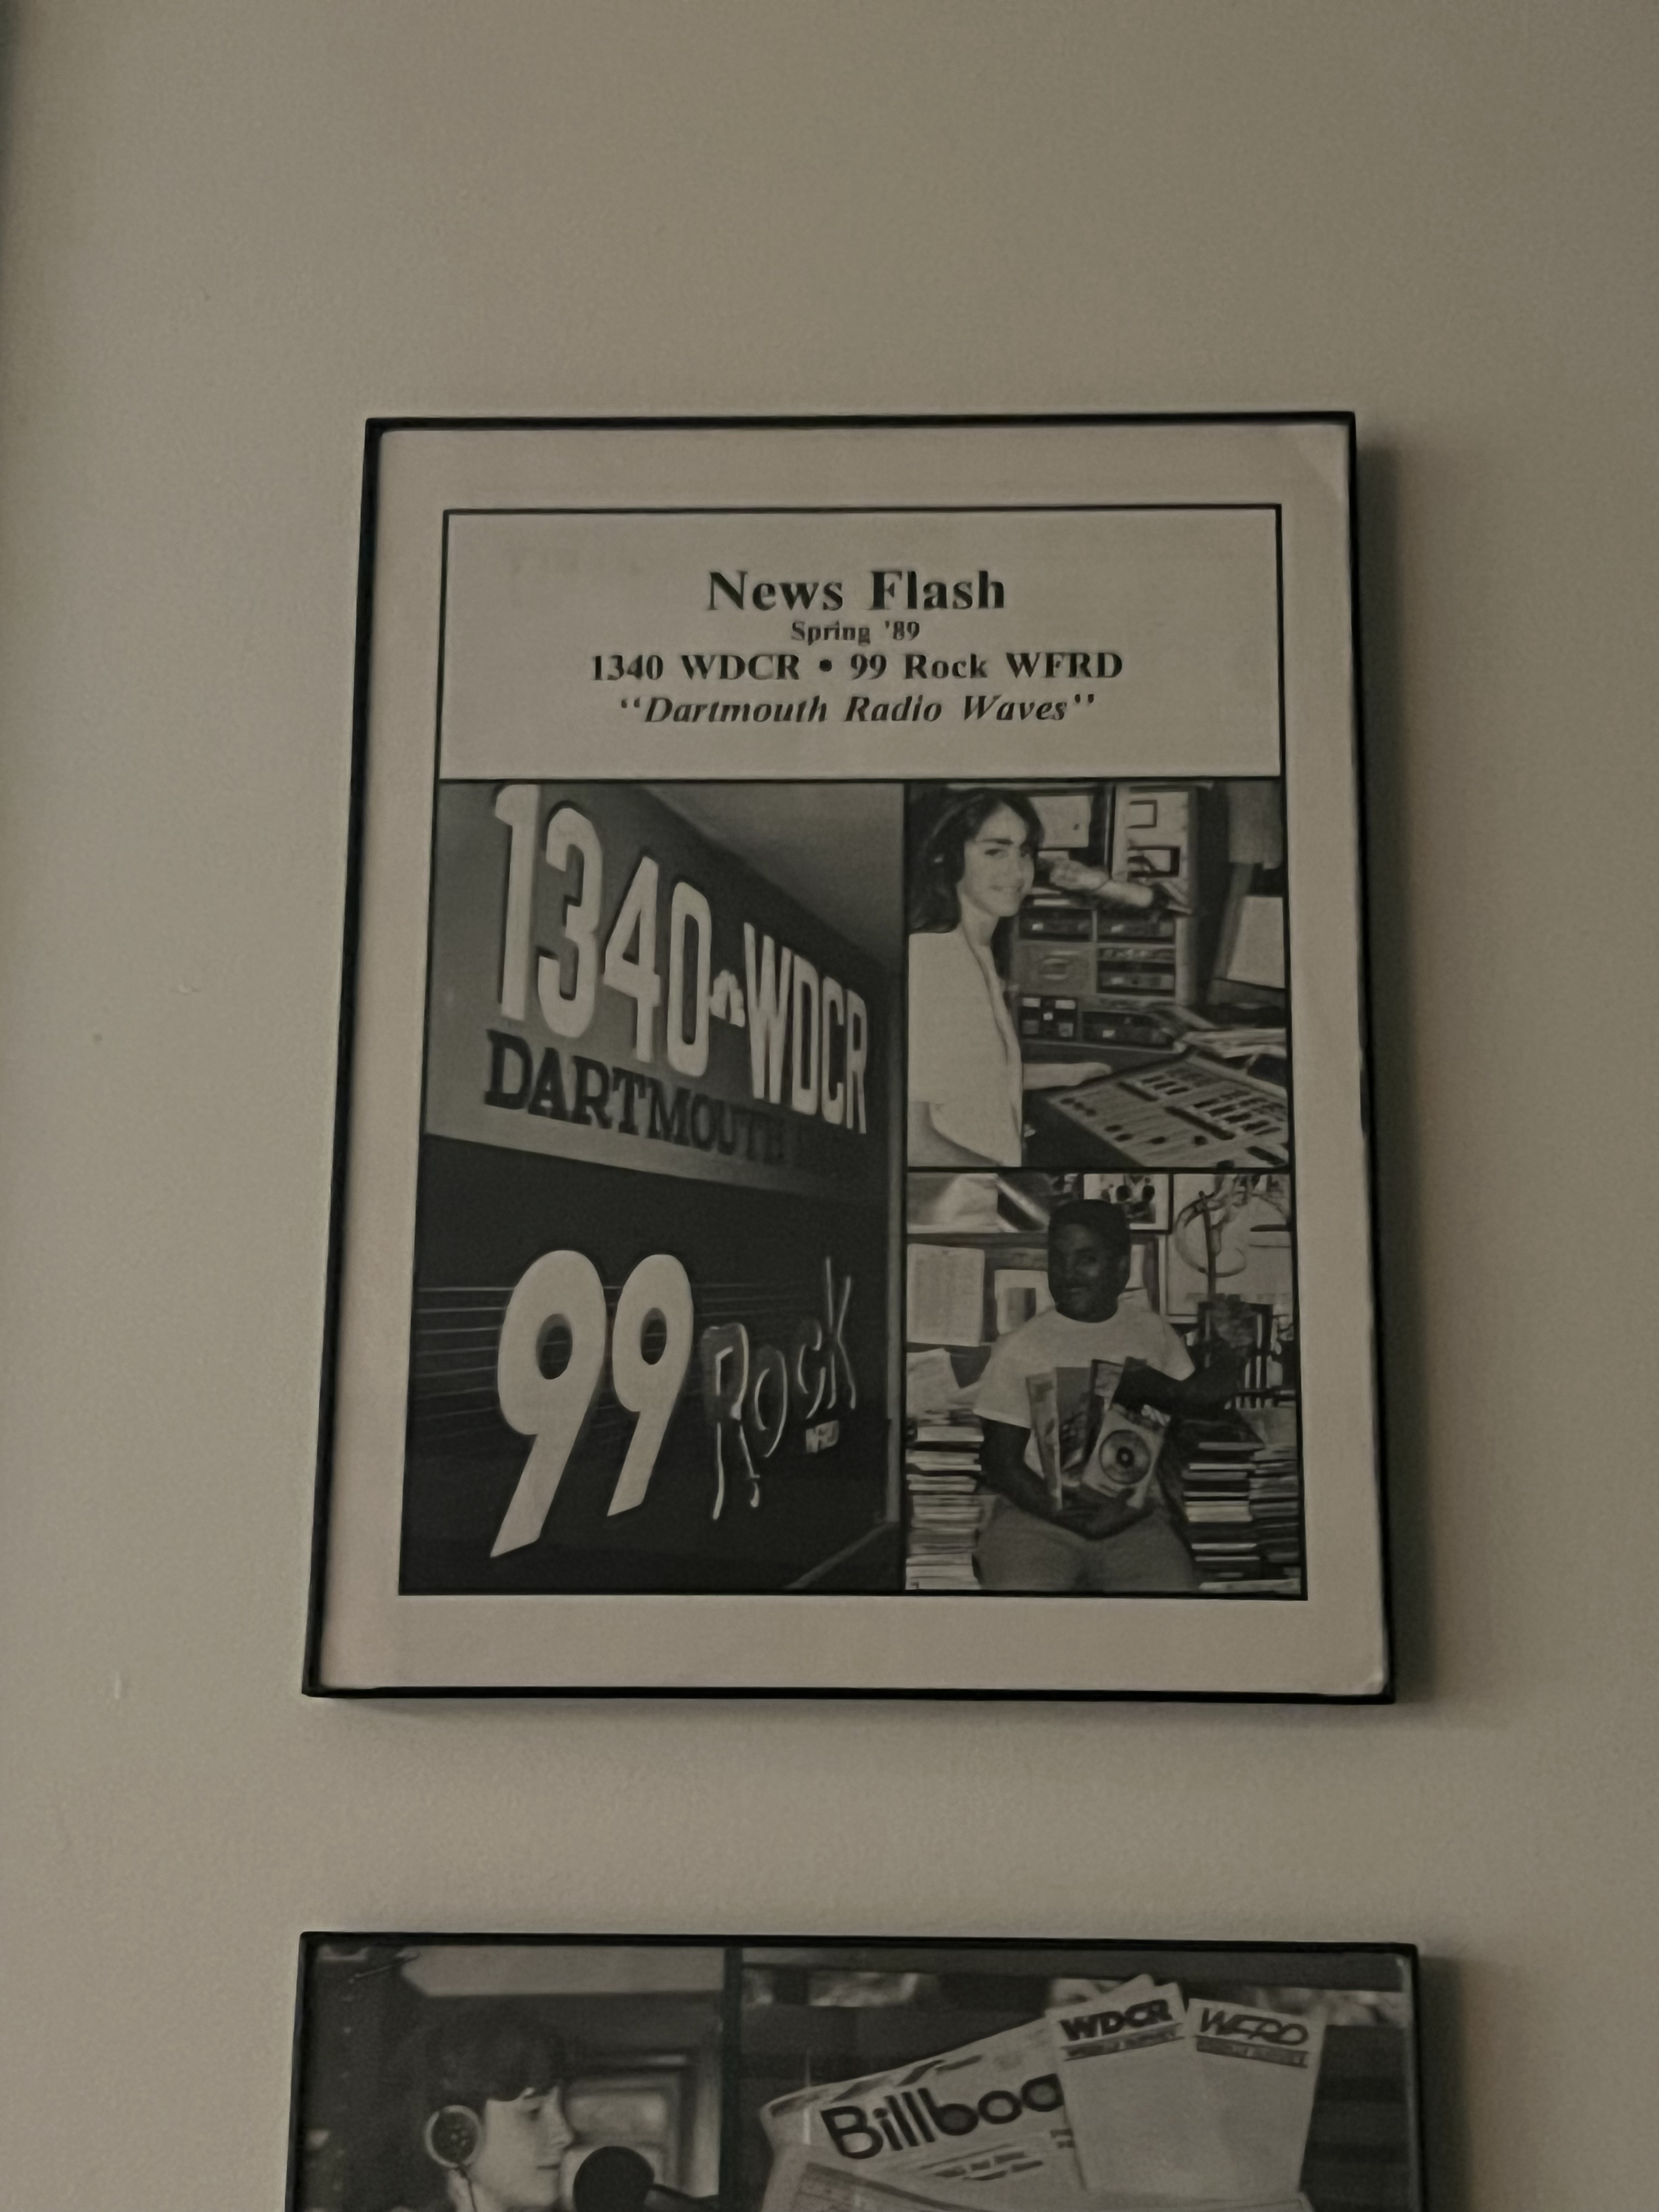 News Flash
Spring '89
1340 WDCR • 99 Rock WFRD
“Dartmouth Radio Waves”
1340 WDCR
DARTMOUTH
99 ROCK
WDCR
WFRD
Billboa